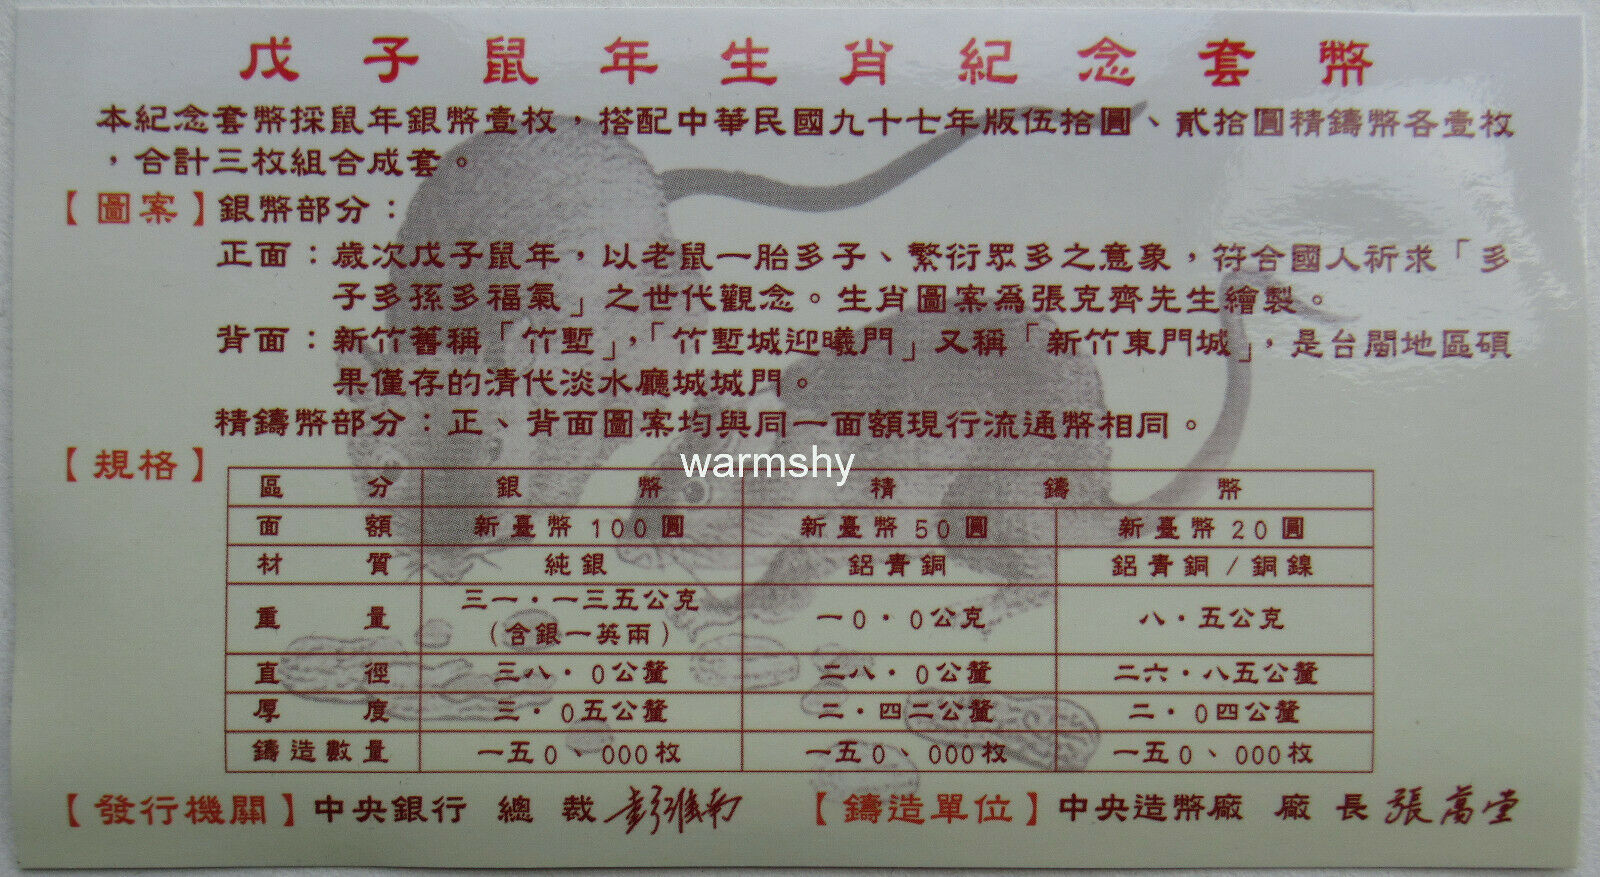 戊子鼠年生肖紀念套幣
本紀念套幣採鼠年銀幣壹枚，搭配中華民國九十七年版伍拾圓、貳拾圓精鑄幣各壹枚
，合計三枚組合成套。
【圖案】銀幣部分：
正面：歲次戊子鼠年，以老鼠一胎多子、繁衍眾多之意象，符合國人祈求「多
子多孫多福氣」之世代觀念。生肖圖案為張克齊先生繪製。
背面：新竹舊稱「竹塹」，「竹塹城迎曦門」又稱「新竹東門城」，是台閩地區碩
果僅存的清代淡水廳城城門。
精鑄幣部分：正、背面圖案均與同一面額現行流通幣相同。
warmshy
【規格】
區分 銀幣 精鑄幣
面額 新臺幣100圓 新臺幣50圓 新臺幣20圓
材質 純銀 鋁青銅 鋁青銅/銅鎳
重量 三一．一三五公克 一0．0公克 八．五公克
（含銀一英兩）
直徑 三八．0公釐 二八．0公釐 二六．八五公釐
厚度 三．0五公釐 二．四二公釐 二．0四公釐
鑄造數量 一五0、000枚 一五0、000枚 一五0、000枚
【發行機關】中央銀行 總裁 彭淮南 【鑄造單位】中央造幣廠 廠長 張萬堂